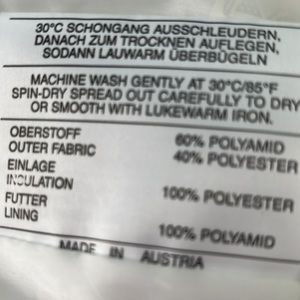 30°C SCHONGANG AUSSCHLEUDERN,
DANACH ZUM TROCKNEN AUFLEGEN,
SODANN LAUWARM ÜBERBÜGELN
MACHINE WASH GENTLY AT 30°C/85°F
SPIN-DRY SPREAD OUT CAREFULLY TO DRY
OR SMOOTH WITH LUKEWARM IRON.
OBERSTOFF 60% POLYAMID
OUTER FABRIC 40% POLYESTER
EINLAGE
INSULATION 100% POLYESTER
FUTTER
LINING 100% POLYAMID
MADE IN AUSTRIA